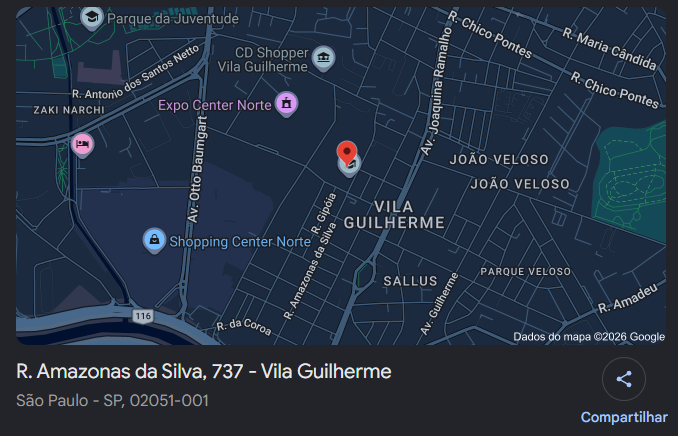 Parque da Juventude
R. Chico Pontes
R. Maria Cândida
CD Shopper
Vila Guilherme
R. Antonio dos Santos Netto
Av. Joaquina Ramalho
R. Chico Pontes
ZAKI NARCHI
Expo Center Norte
Av. Otto Baumgart
JOÃO VELOSO
JOÃO VELOSO
R. Gipóia
VILA
GUILHERME
Shopping Center Norte
R. Amazonas da Silva
SALLUS
PARQUE VELOSO
Av. Guilherme
R. Amadeu
116
R. da Coroa
Dados do mapa ©2026 Google
R. Amazonas da Silva, 737 - Vila Guilherme
São Paulo - SP, 02051-001
Compartilhar